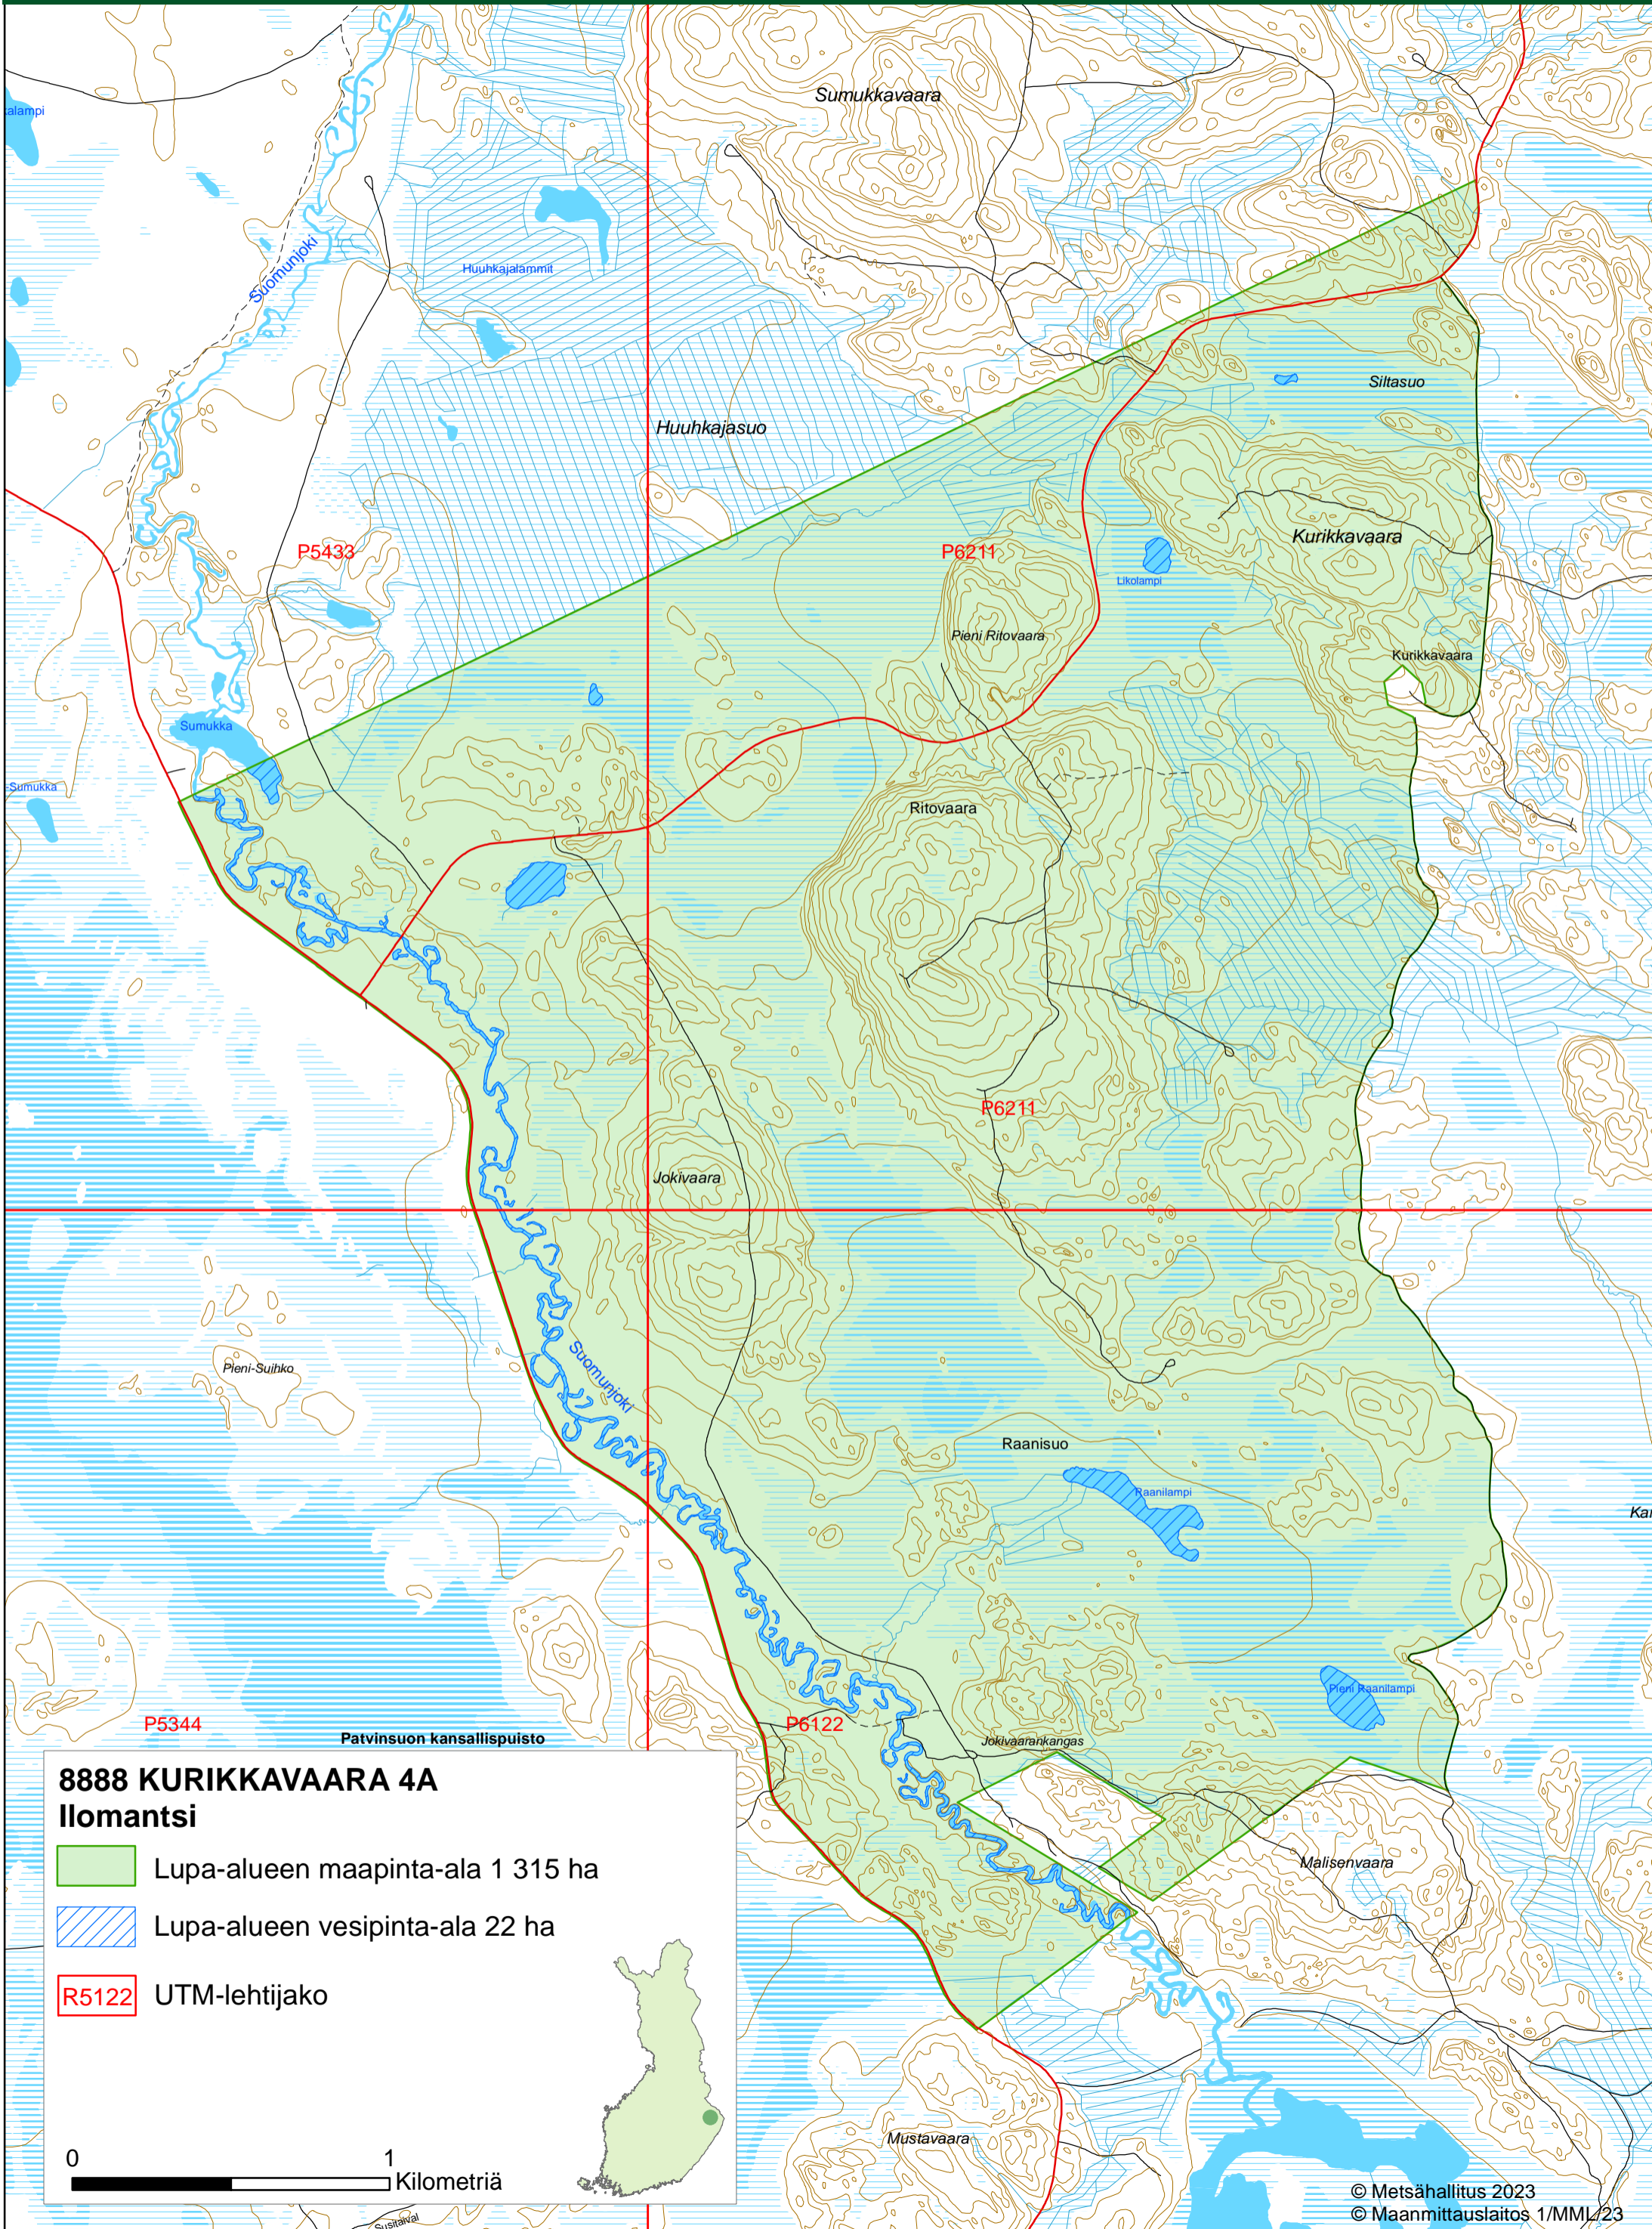 Sumukkavaara
alampi
Suomunjoki
Huuhkajalammit
Siltasuo
Huuhkajasuo
Kurikkavaara
P5433
P6211
Likolampi
Pieni Ritovaara
Kurikkavaara
Sumukka
-Sumukka
Ritovaara
P6211
Jokivaara
Suomunjoki
Pieni-Suihko
Raanisuo
Raanilampi
Kar
Pieni Raanilampi
P5344
P6122
Patvinsuon kansallispuisto
Jokivaarankangas
Malisenvaara
8888 KURIKKAVAARA 4A
Ilomantsi
Lupa-alueen maapinta-ala 1 315 ha
Lupa-alueen vesipinta-ala 22 ha
R5122 UTM-lehtijako
0 1
Kilometriä
Mustavaara
Susitaival
© Metsähallitus 2023
© Maanmittauslaitos 1/MML/23